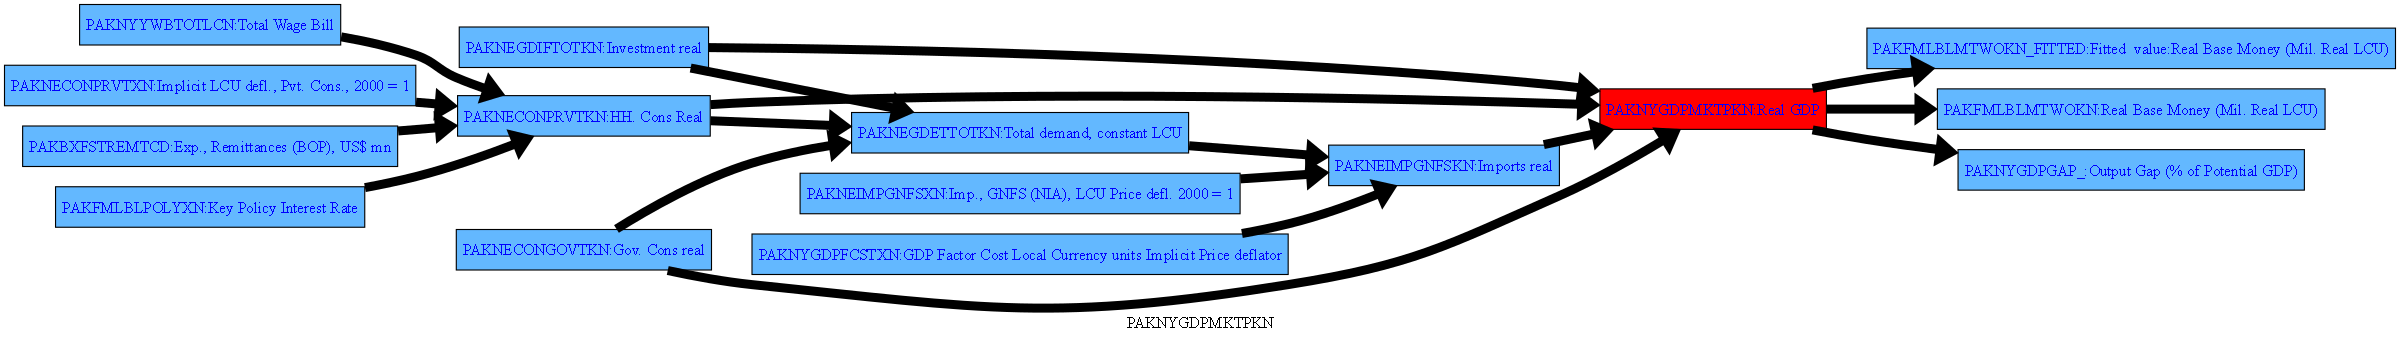 PAKNYYWBTOTLCN:Total Wage Bill
PAKNECONPRVTXN:Implicit LCU defl., Pvt. Cons., 2000 = 1
PAKBXFSTREMTCD:Exp., Remittances (BOP), US$ mn
PAKFMLBLPOLYXN:Key Policy Interest Rate
PAKNEGDIFTOTKN:Investment real
PAKNECONPRVTKN:HH. Cons Real
PAKNECONGOVTKN:Gov. Cons real
PAKNEGDETTOTKN:Total demand, constant LCU
PAKNEIMPGNFSXN:Imp., GNFS (NIA), LCU Price defl. 2000 = 1
PAKNYGDPFCSTXN:GDP Factor Cost Local Currency units Implicit Price deflator
PAKNEIMPGNFSKN:Imports real
PAKNYGDPMKTPKN:Real GDP
PAKFMLBLMTWOKN_FITTED:Fitted value:Real Base Money (Mil. Real LCU)
PAKFMLBLMTWOKN:Real Base Money (Mil. Real LCU)
PAKNYGDPGAP_:Output Gap (% of Potential GDP)
PAKNYGDPMKTPKN